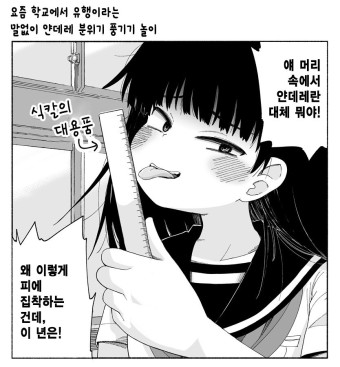 요즘 학교에서 유행이라는
말없이 얀데레 분위기 풍기기 놀이
얘 머리
속에서
얀데레란
대체 뭐야!
식칼의
대용품
왜 이렇게
피에
집착하는
건데,
이 년은!